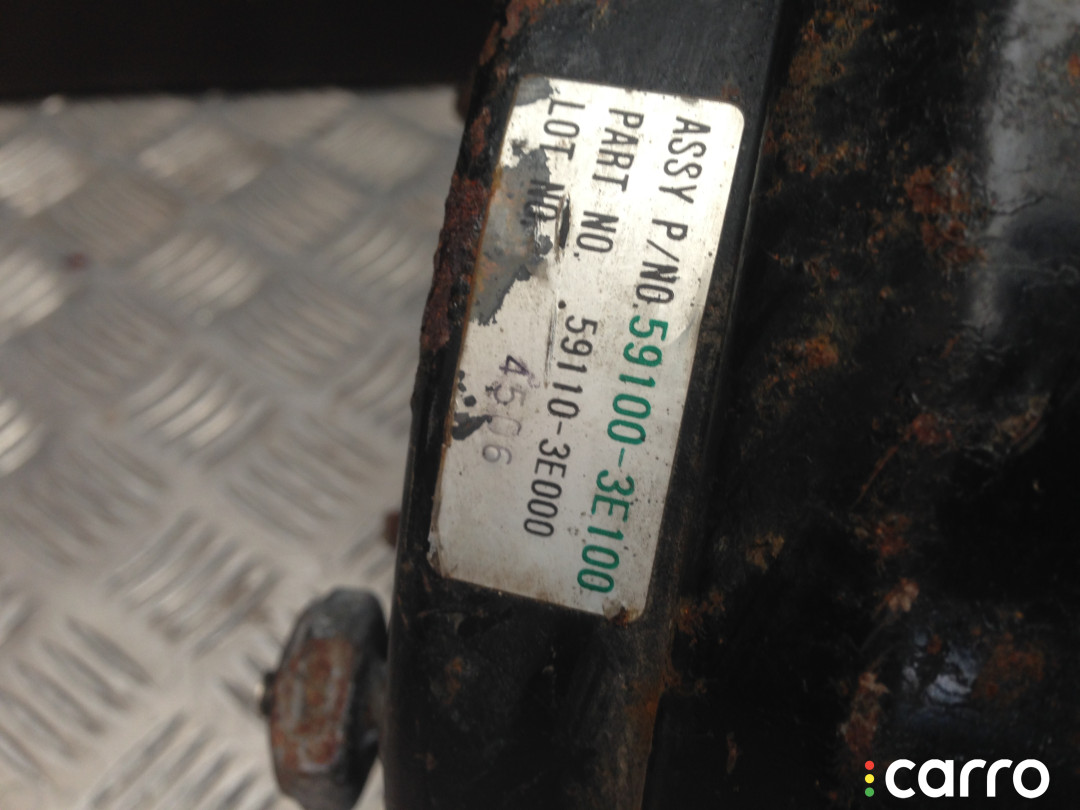 ASSY P/NO.59100-3E100
PART NO. 59110-3E000
LOT NO. 4506
carro